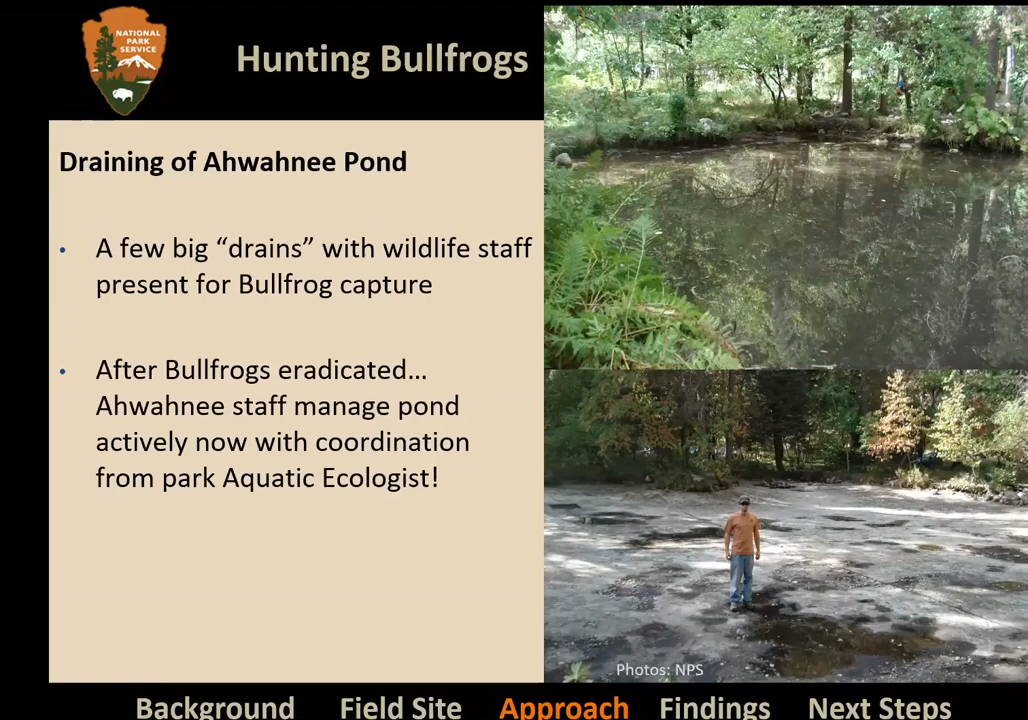 NATIONAL
PARK
SERVICE
Hunting Bullfrogs
Draining of Ahwahnee Pond
• A few big “drains” with wildlife staff
present for Bullfrog capture
• After Bullfrogs eradicated…
Ahwahnee staff manage pond
actively now with coordination
from park Aquatic Ecologist!
Photos: NPS
Background Field Site Approach Findings Next Steps